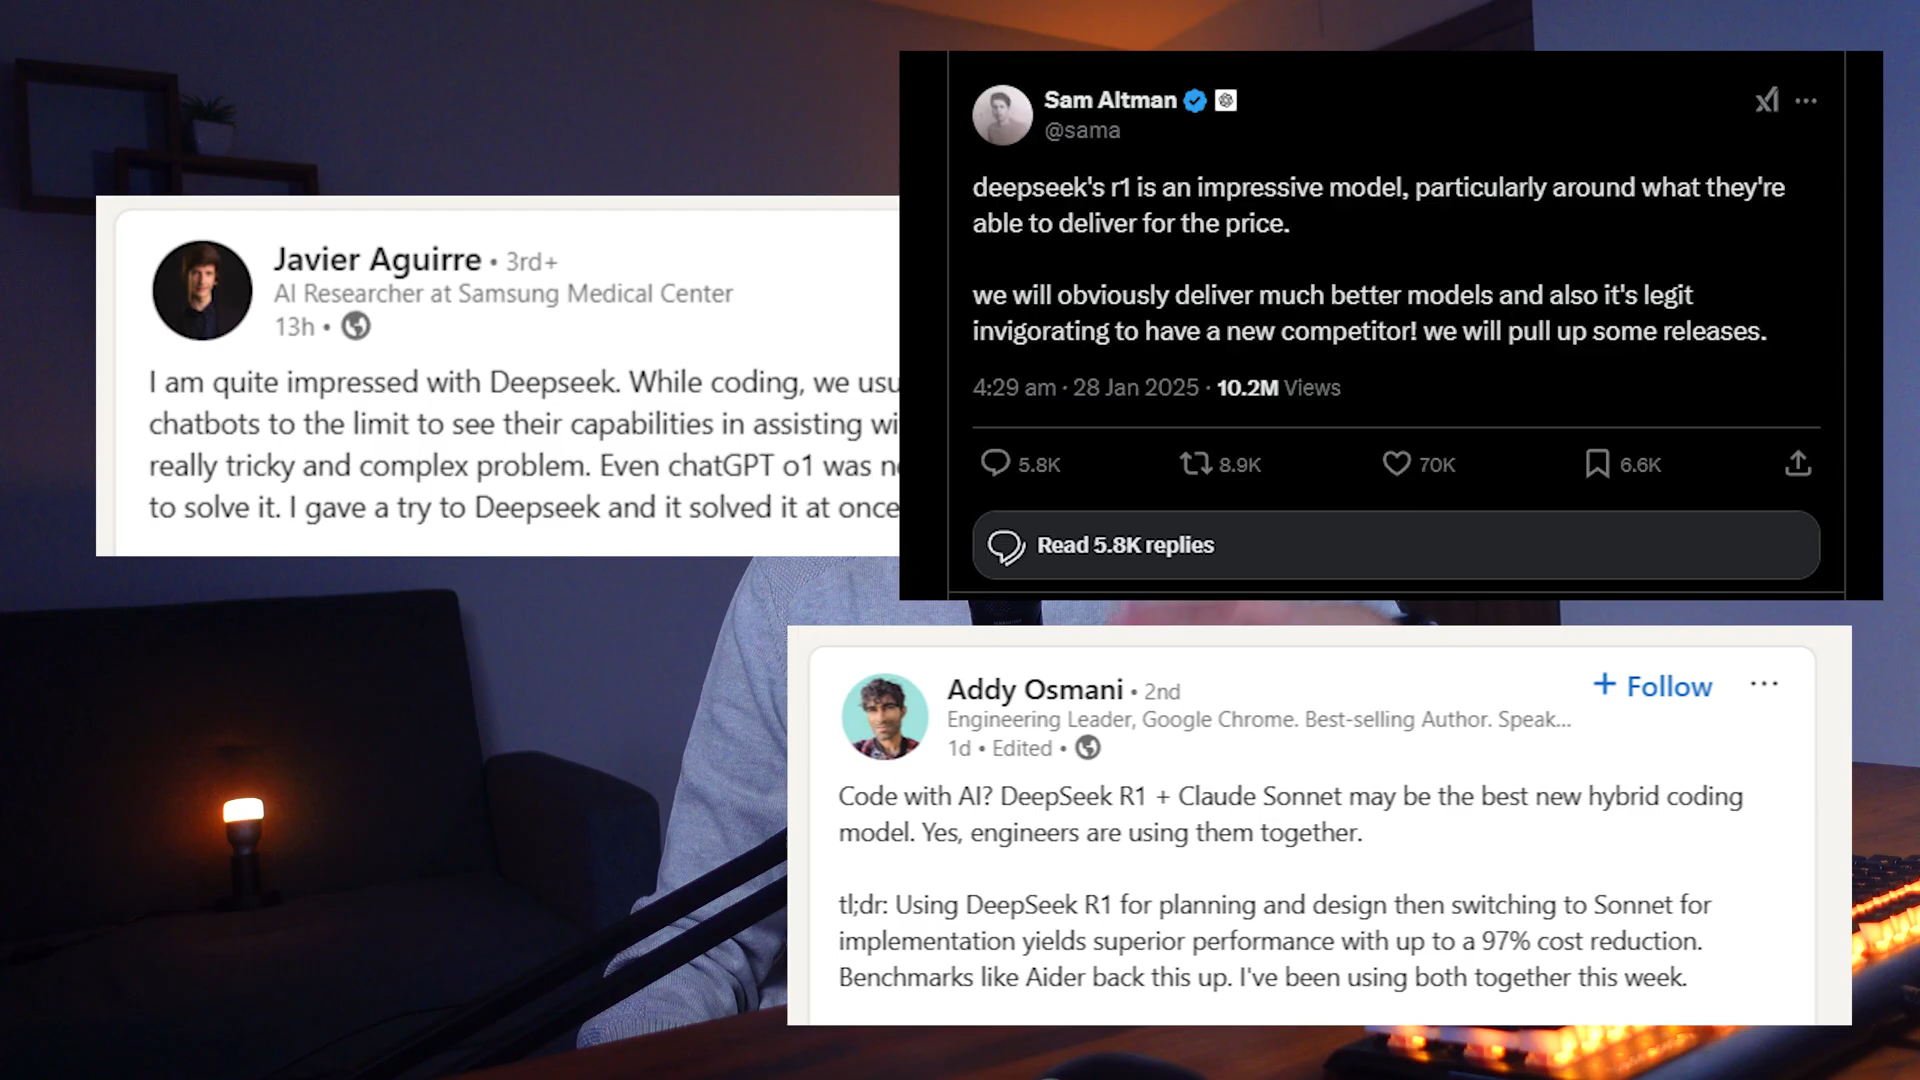 Javier Aguirre • 3rd+
AI Researcher at Samsung Medical Center
13h •
I am quite impressed with Deepseek. While coding, we
chatbots to the limit to see their capabilities in assisting
really tricky and complex problem. Even chatGPT o1 was
to solve it. I gave a try to Deepseek and it solved it at once
Sam Altman
@sama
deepseek's r1 is an impressive model, particularly around what they're
able to deliver for the price.
we will obviously deliver much better models and also it's legit
invigorating to have a new competitor! we will pull up some releases.
4:29 am · 28 Jan 2025 · 10.2M Views
5.8K 8.9K 70K 6.6K
Read 5.8K replies
Addy Osmani • 2nd
+ Follow
Engineering Leader, Google Chrome. Best-selling Author. Speak...
1d • Edited •
Code with AI? DeepSeek R1 + Claude Sonnet may be the best new hybrid coding
model. Yes, engineers are using them together.
tl;dr: Using DeepSeek R1 for planning and design then switching to Sonnet for
implementation yields superior performance with up to a 97% cost reduction.
Benchmarks like Aider back this up. I've been using both together this week.